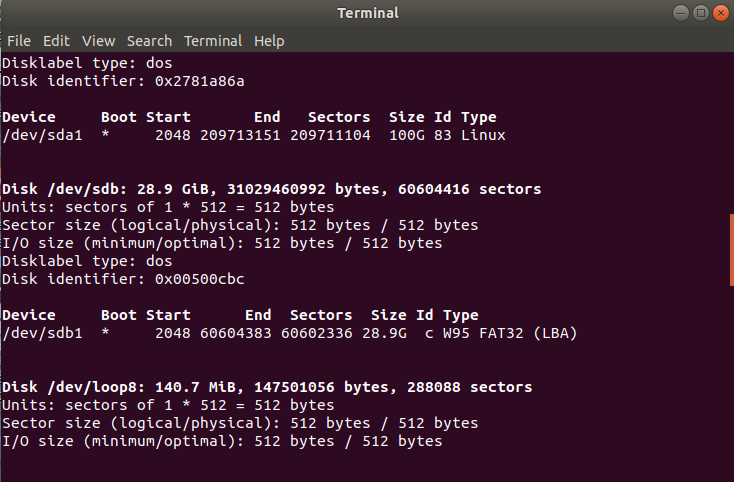 Terminal
File Edit View Search Terminal Help
Disklabel type: dos
Disk identifier: 0x2781a86a
Device     Boot Start       End   Sectors  Size Id Type
/dev/sda1  *     2048 209713151 209711104  100G 83 Linux
Disk /dev/sdb: 28.9 GiB, 31029460992 bytes, 60604416 sectors
Units: sectors of 1 * 512 = 512 bytes
Sector size (logical/physical): 512 bytes / 512 bytes
I/O size (minimum/optimal): 512 bytes / 512 bytes
Disklabel type: dos
Disk identifier: 0x00500cbc
Device     Boot Start      End  Sectors  Size Id Type
/dev/sdb1  *     2048 60604383 60602336 28.9G  c W95 FAT32 (LBA)
Disk /dev/loop8: 140.7 MiB, 147501056 bytes, 288088 sectors
Units: sectors of 1 * 512 = 512 bytes
Sector size (logical/physical): 512 bytes / 512 bytes
I/O size (minimum/optimal): 512 bytes / 512 bytes